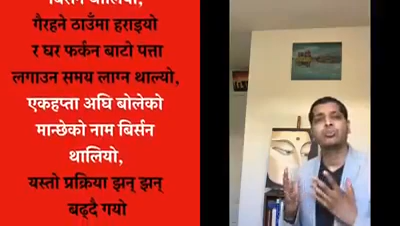 बिर्सन थालियो,
गैरहने ठाउँमा हराइयो
र घर फर्कन बाटो पत्ता
लगाउन समय लाग्न थाल्यो,
एकहप्ता अघि बोलेको
मान्छेको नाम बिर्सन
थालियो,
यस्तो प्रक्रिया झन् झन्
बढ्दै गयो